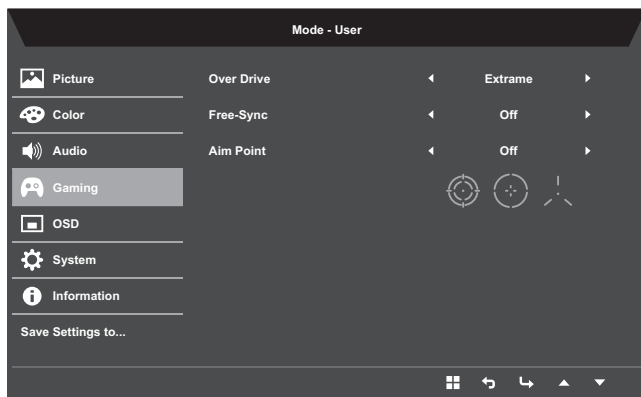 Mode - User
Picture
Over Drive Extrame
Color
Free-Sync Off
Audio
Aim Point Off
Gaming
OSD
System
Information
Save Settings to...